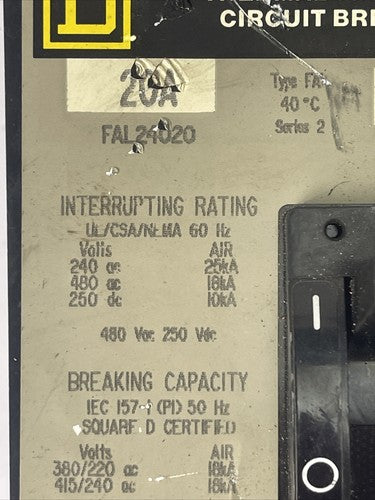 D
CIRCUIT BRE
20A
Type FA
40°C
FAL24020
Series 2
INTERRUPTING RATING
UL/CSA/NEMA 60 Hz
Volts AIR
240 ac 25kA
480 ac 18kA
250 dc 10kA
480 Vac 250 Vdc
BREAKING CAPACITY
IEC 157-1 (P1) 50 Hz
SQUARE D CERTIFIED
Volts AIR
380/220 ac 18kA
415/240 ac 18kA
I
O